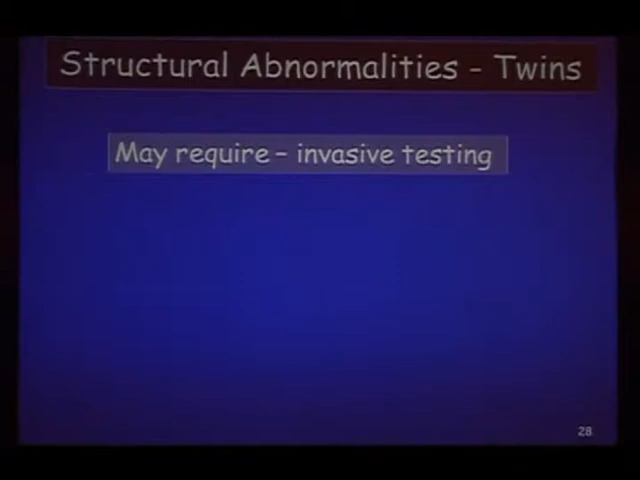 Structural Abnormalities - Twins
May require – invasive testing
28